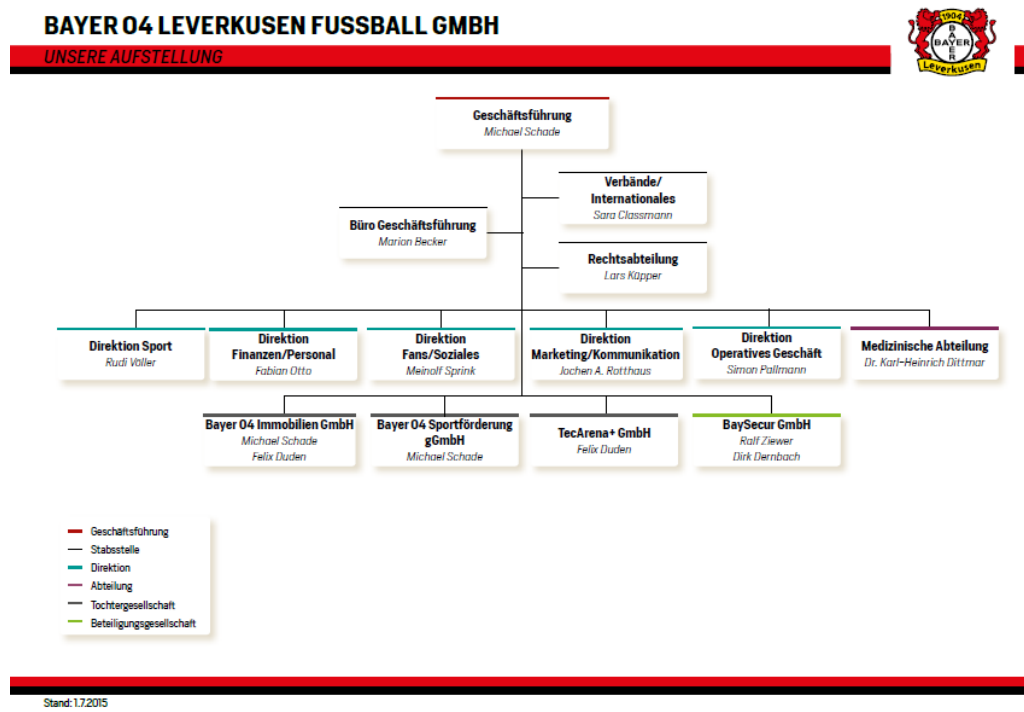 BAYER 04 LEVERKUSEN FUSSBALL GMBH
UNSERE AUFSTELLUNG
1904
BAYER
BAYER
Leverkusen
Geschäftsführung
Michael Schade
Verbände/
Internationales
Sara Classmann
Büro Geschäftsführung
Marion Becker
Rechtsabteilung
Lars Küpper
Direktion Sport
Rudi Völler
Direktion
Finanzen/Personal
Fabian Otto
Direktion
Fans/Soziales
Meinolf Sprink
Direktion
Marketing/Kommunikation
Jochen A. Rotthaus
Direktion
Operatives Geschäft
Simon Pallmann
Medizinische Abteilung
Dr. Karl-Heinrich Dittmar
Bayer 04 Immobilien GmbH
Michael Schade
Felix Duden
Bayer 04 Sportförderung
gGmbH
Michael Schade
TecArena+ GmbH
Felix Duden
BaySecur GmbH
Ralf Ziewer
Dirk Dernbach
Geschäftsführung
Stabsstelle
Direktion
Abteilung
Tochtergesellschaft
Beteiligungsgesellschaft
Stand: 1.7.2015